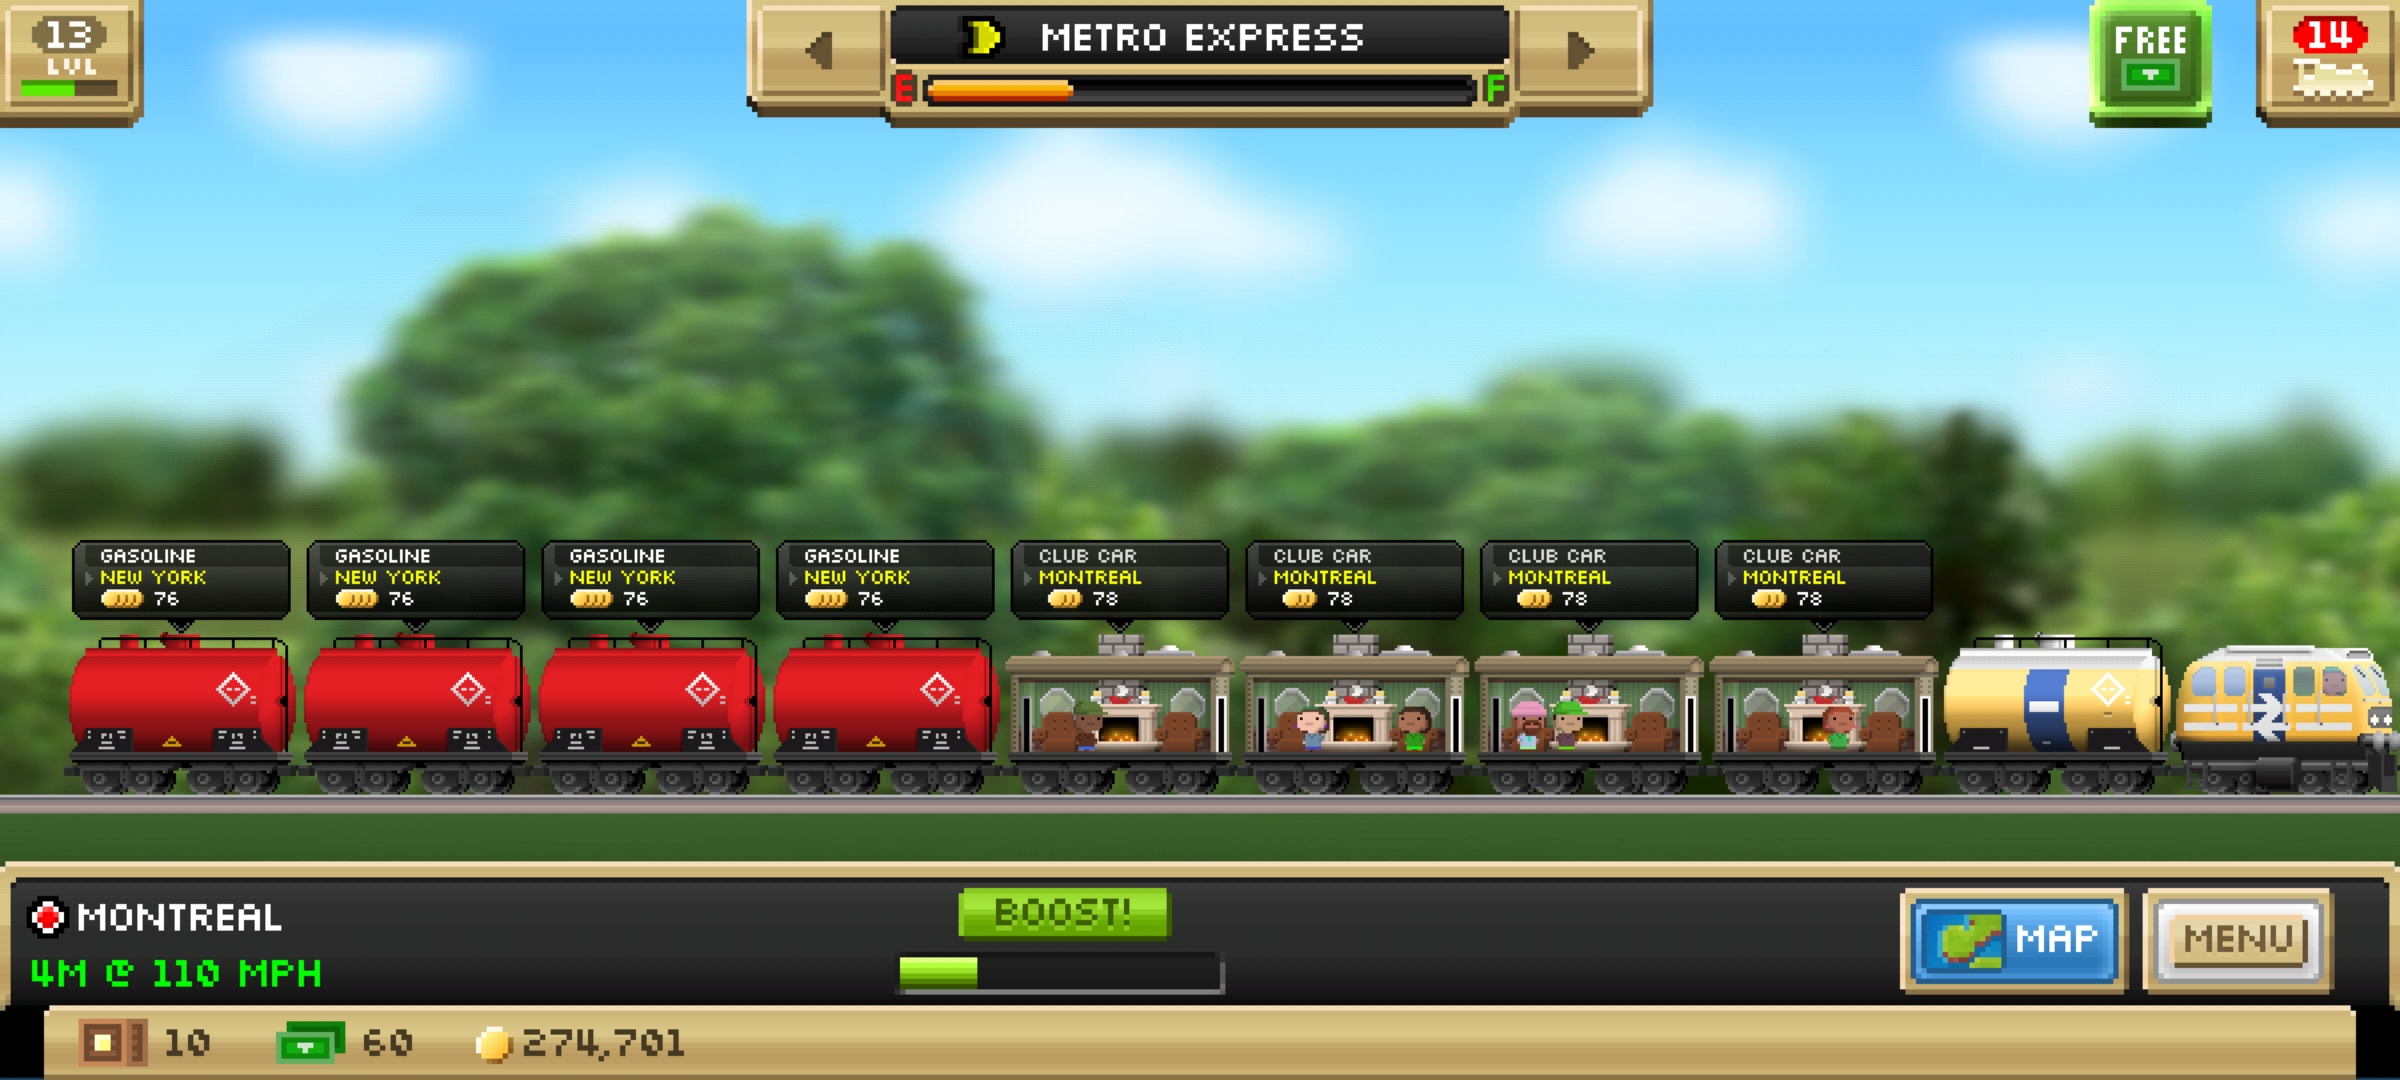 13
LVL
METRO EXPRESS
E F
FREE
14
GASOLINE
NEW YORK
76
GASOLINE
NEW YORK
76
GASOLINE
NEW YORK
76
GASOLINE
NEW YORK
76
CLUB CAR
MONTREAL
78
CLUB CAR
MONTREAL
78
CLUB CAR
MONTREAL
78
CLUB CAR
MONTREAL
78
MONTREAL
4M @ 110 MPH
BOOST!
MAP
MENU
10
60
274,701